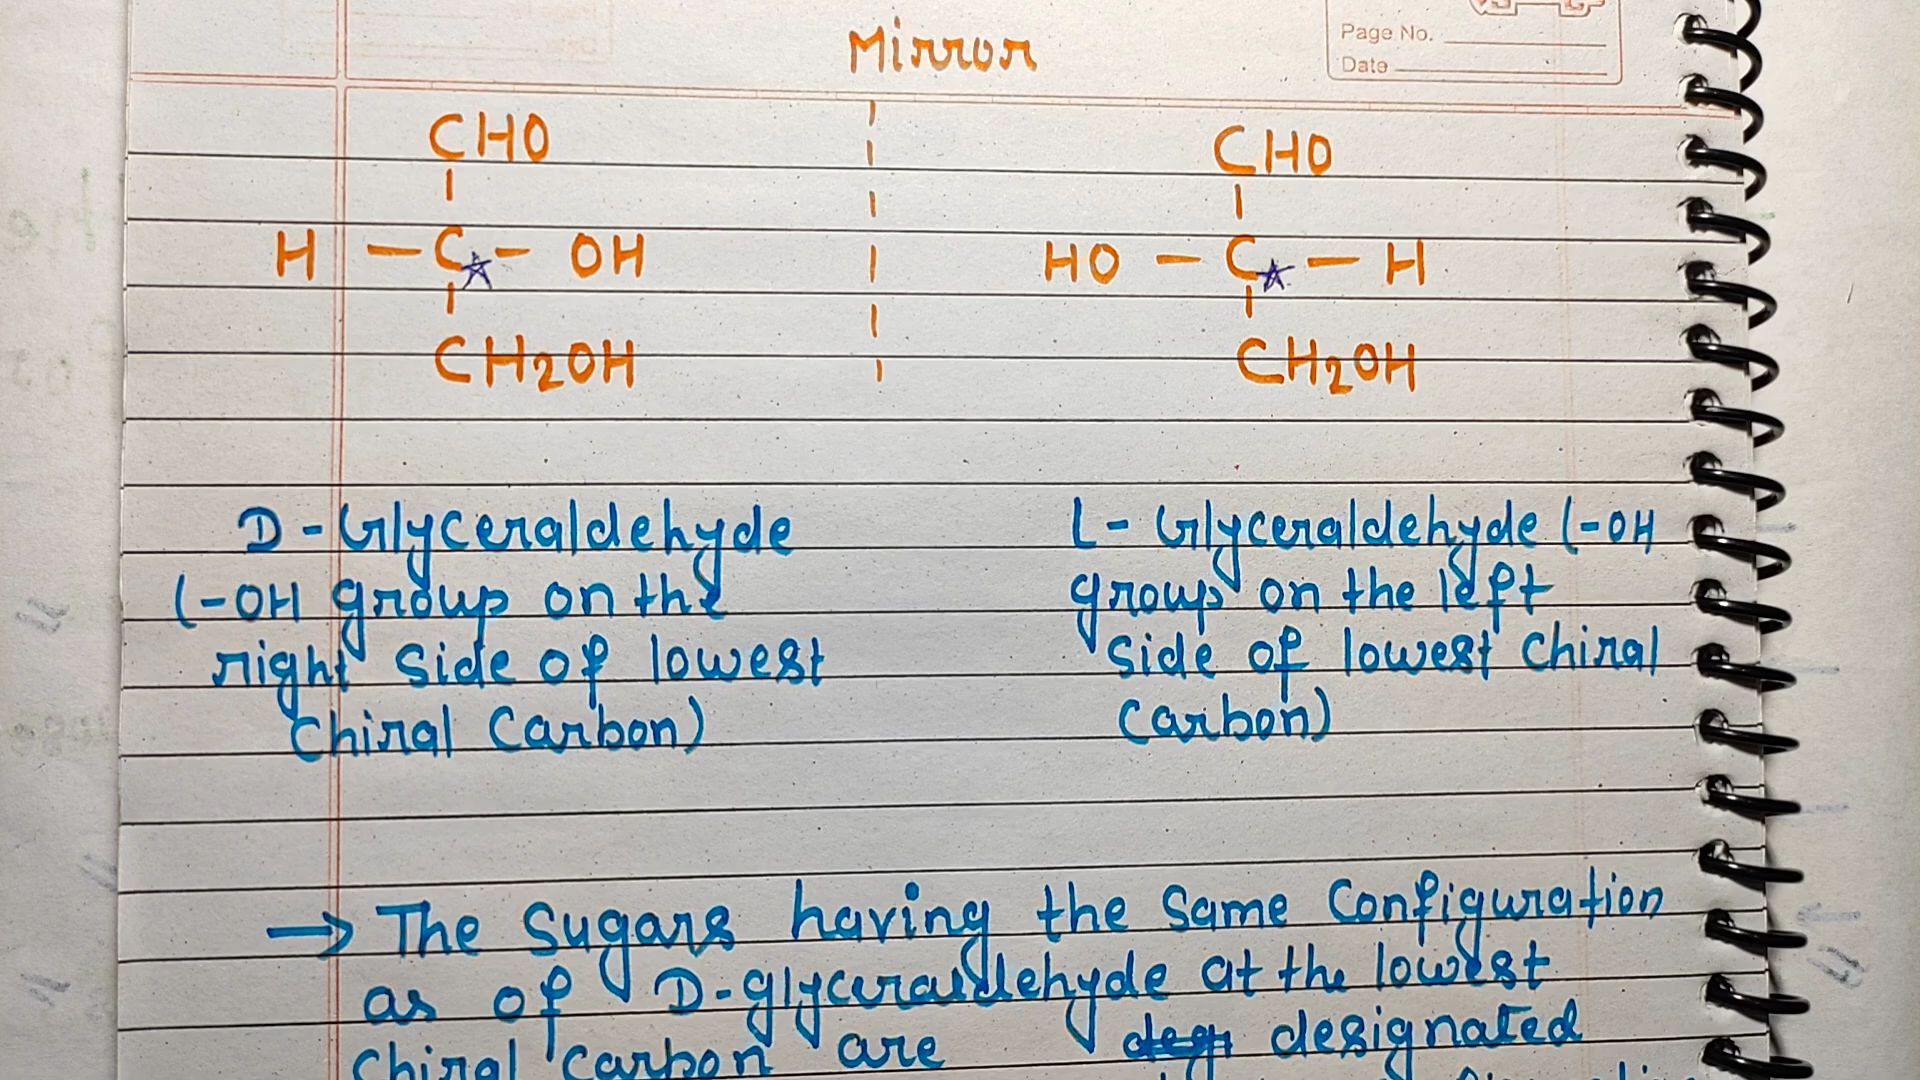 Page No.
Date
Mirror
CHO CHO
H - C - OH HO - C - H
CH2OH CH2OH
D - Glyceraldehyde
(-OH group on the
right side of lowest
Chiral Carbon)
L - Glyceraldehyde (-OH
group on the left
side of lowest chiral
Carbon)
→ The Sugars having the same Configuration
as of D-glyceraldehyde at the lowest
Chiral Carbon are designated